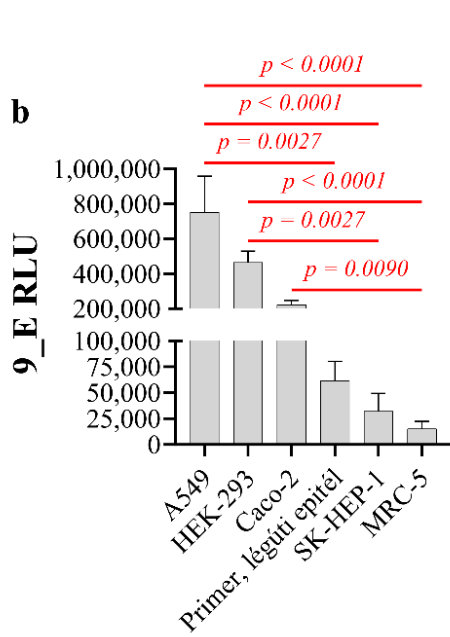 b
p < 0.0001
p < 0.0001
p = 0.0027
p < 0.0001
p = 0.0027
p = 0.0090
9_E RLU
1,000,000
800,000
600,000
400,000
200,000
100,000
75,000
50,000
25,000
0
A549
HEK-293
Caco-2
Primer, légúti epitél
SK-HEP-1
MRC-5